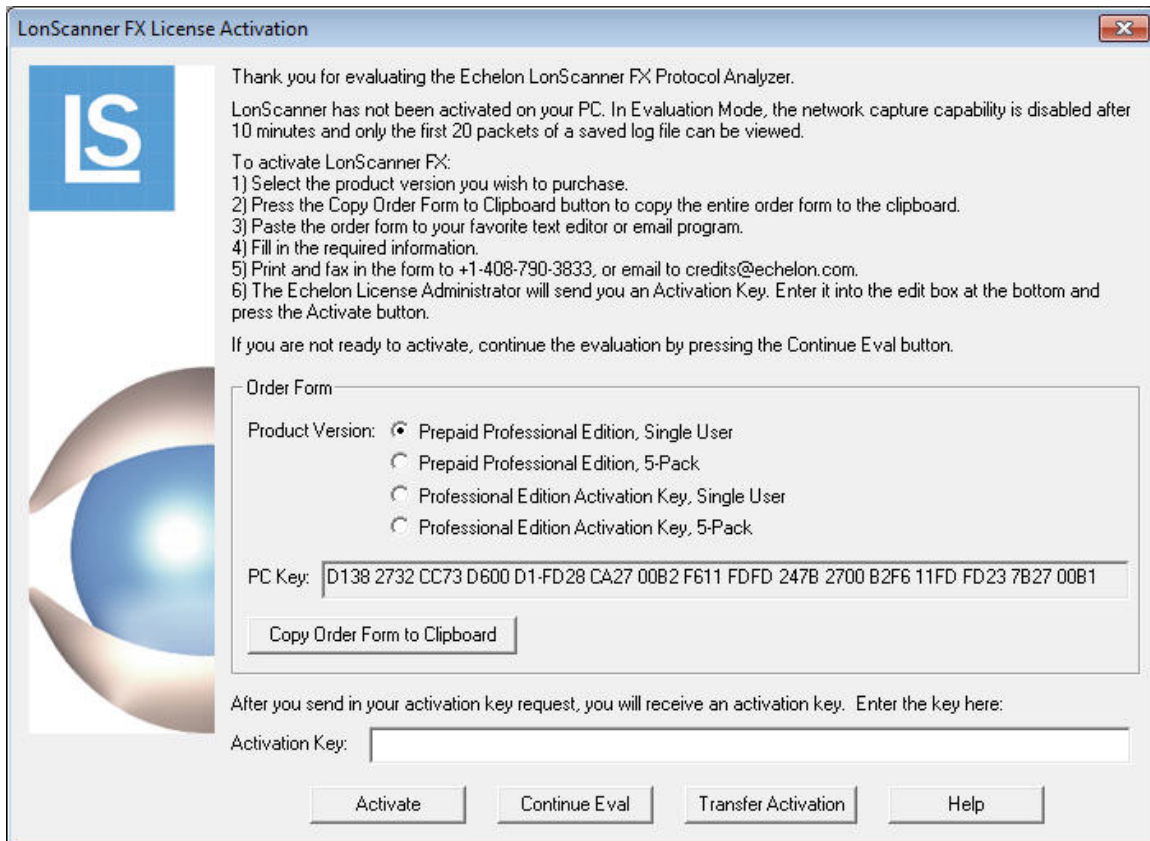 LonScanner FX License Activation
LS
Thank you for evaluating the Echelon LonScanner FX Protocol Analyzer.
LonScanner has not been activated on your PC. In Evaluation Mode, the network capture capability is disabled after
10 minutes and only the first 20 packets of a saved log file can be viewed.
To activate LonScanner FX:
1) Select the product version you wish to purchase.
2) Press the Copy Order Form to Clipboard button to copy the entire order form to the clipboard.
3) Paste the order form to your favorite text editor or email program.
4) Fill in the required information.
5) Print and fax in the form to +1-408-790-3833, or email to credits@echelon.com.
6) The Echelon License Administrator will send you an Activation Key. Enter it into the edit box at the bottom and
press the Activate button.
If you are not ready to activate, continue the evaluation by pressing the Continue Eval button.
Order Form
Product Version: Prepaid Professional Edition, Single User
Prepaid Professional Edition, 5-Pack
Professional Edition Activation Key, Single User
Professional Edition Activation Key, 5-Pack
PC Key: D138 2732 CC73 D600 D1-FD28 CA27 00B2 F611 FDFD 247B 2700 B2F6 11FD FD23 7B27 00B1
Copy Order Form to Clipboard
After you send in your activation key request, you will receive an activation key. Enter the key here:
Activation Key:
Activate Continue Eval Transfer Activation Help